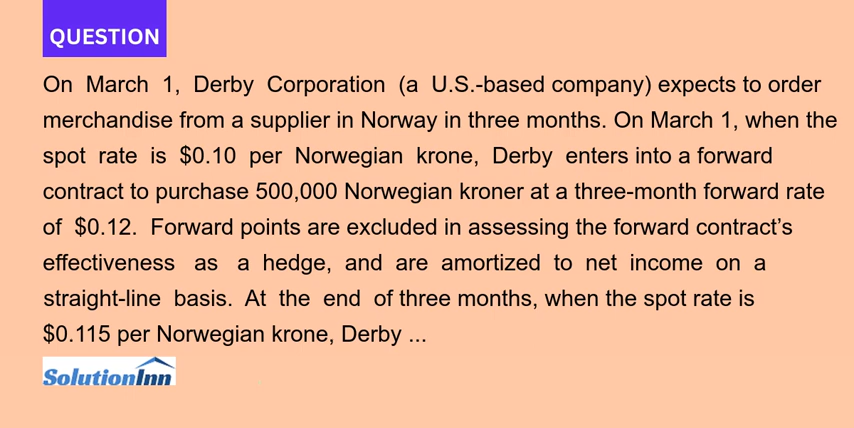 QUESTION
On March 1, Derby Corporation (a U.S.-based company) expects to order
merchandise from a supplier in Norway in three months. On March 1, when the
spot rate is $0.10 per Norwegian krone, Derby enters into a forward
contract to purchase 500,000 Norwegian kroner at a three-month forward rate
of $0.12. Forward points are excluded in assessing the forward contract’s
effectiveness as a hedge, and are amortized to net income on a
straight-line basis. At the end of three months, when the spot rate is
$0.115 per Norwegian krone, Derby ...
SolutionInn